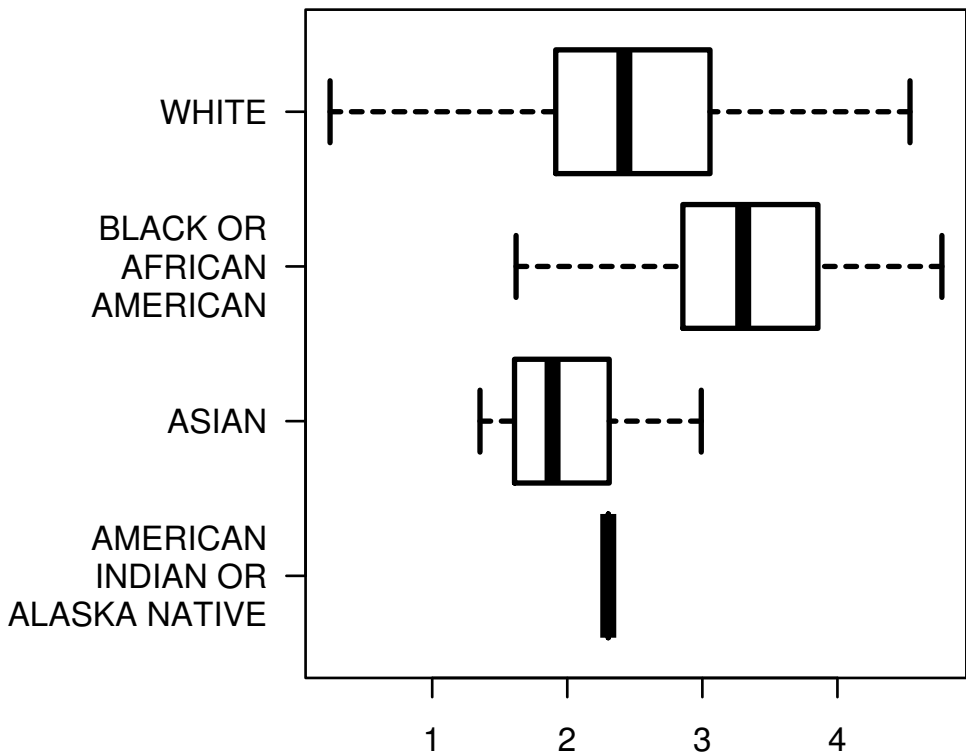 WHITE
BLACK OR
AFRICAN
AMERICAN
ASIAN
AMERICAN
INDIAN OR
ALASKA NATIVE
1 2 3 4